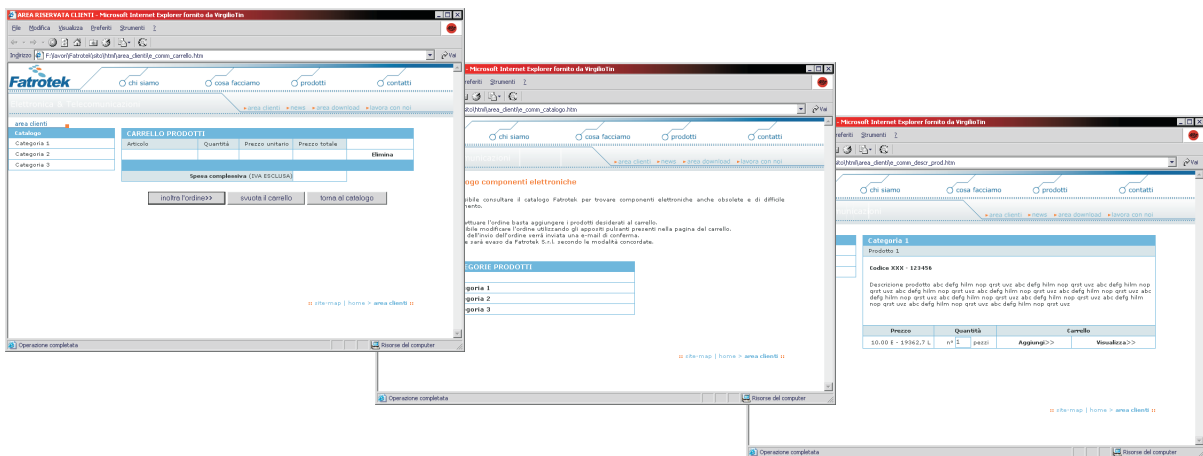 AREA RISERVATA CLIENTI - Microsoft Internet Explorer fornito da VirgilioTin
File Modifica Visualizza Preferiti Strumenti ?
Indirizzo F:\lavori\Fatrotek\sito\html\area_clienti\e_comm_carrello.htm Vai
Fatrotek chi siamo cosa facciamo prodotti contatti
area clienti news area download lavora con noi
area clienti
Catalogo
Categoria 1
Categoria 2
Categoria 3
CARRELLO PRODOTTI
Articolo Quantità Prezzo unitario Prezzo totale
Elimina
Spesa complessiva (IVA ESCLUSA)
inoltra l'ordine>> svuota il carrello torna al catalogo
site-map | home > area clienti
Operazione completata Risorse del computer
- Microsoft Internet Explorer fornito da VirgilioTin
referiti Strumenti ?
sito\html\area_clienti\e_comm_catalogo.htm Vai
chi siamo cosa facciamo prodotti contatti
area clienti news area download lavora con noi
logo componenti elettroniche
sibile consultare il catalogo Fatrotek per trovare componenti elettroniche anche obsolete e di difficile
mento.
ettuare l'ordine basta aggiungere i prodotti desiderati al carrello.
ibile modificare l'ordine utilizzando gli appositi pulsanti presenti nella pagina del carrello.
dell'invio dell'ordine serrà inviata una e-mail di conferma.
e sarà evaso da Fatrotek S.r.l. secondo le modalità concordate.
EGORIE PRODOTTI
goria 1
goria 2
goria 3
site-map | home > area clienti
Operazione completata Risorse del computer
- Microsoft Internet Explorer fornito da VirgilioTin
referiti Strumenti ?
sito\html\area_clienti\e_comm_descr_prod.htm Vai
chi siamo cosa facciamo prodotti contatti
area clienti news area download lavora con noi
Categoria 1
Prodotto 1
Codice XXX - 123456
Descrizione prodotto abc defg hilm nop qrst uvz abc defg hilm nop qrst uvz abc defg hilm nop
qrst uvz abc defg hilm nop qrst uvz abc defg hilm nop qrst uvz abc defg hilm nop qrst uvz abc
defg hilm nop qrst uvz abc defg hilm nop qrst uvz abc defg hilm nop qrst uvz abc defg hilm
nop qrst uvz abc defg hilm nop qrst uvz abc defg hilm nop qrst uvz
Prezzo Quantità Carrello
10.00 E - 19362,7 L n° 1 pezzi Aggiungi>> Visualizza>>
site-map | home > area clienti
Operazione completata Risorse del computer